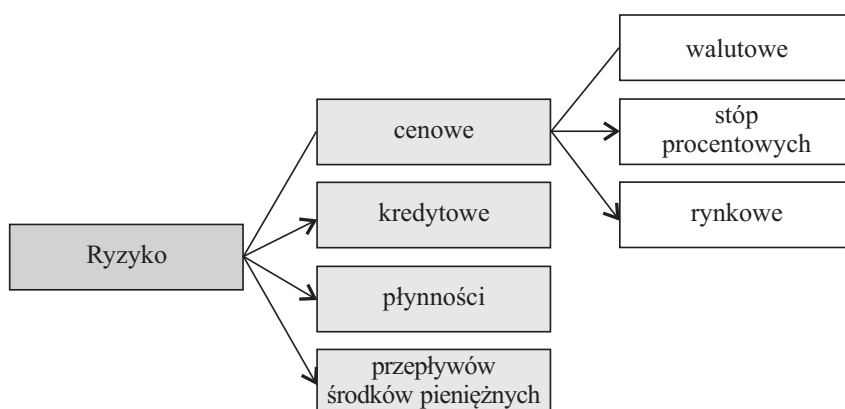 Ryzyko
cenowe
kredytowe
płynności
przepływów
środków pieniężnych
walutowe
stóp
procentowych
rynkowe